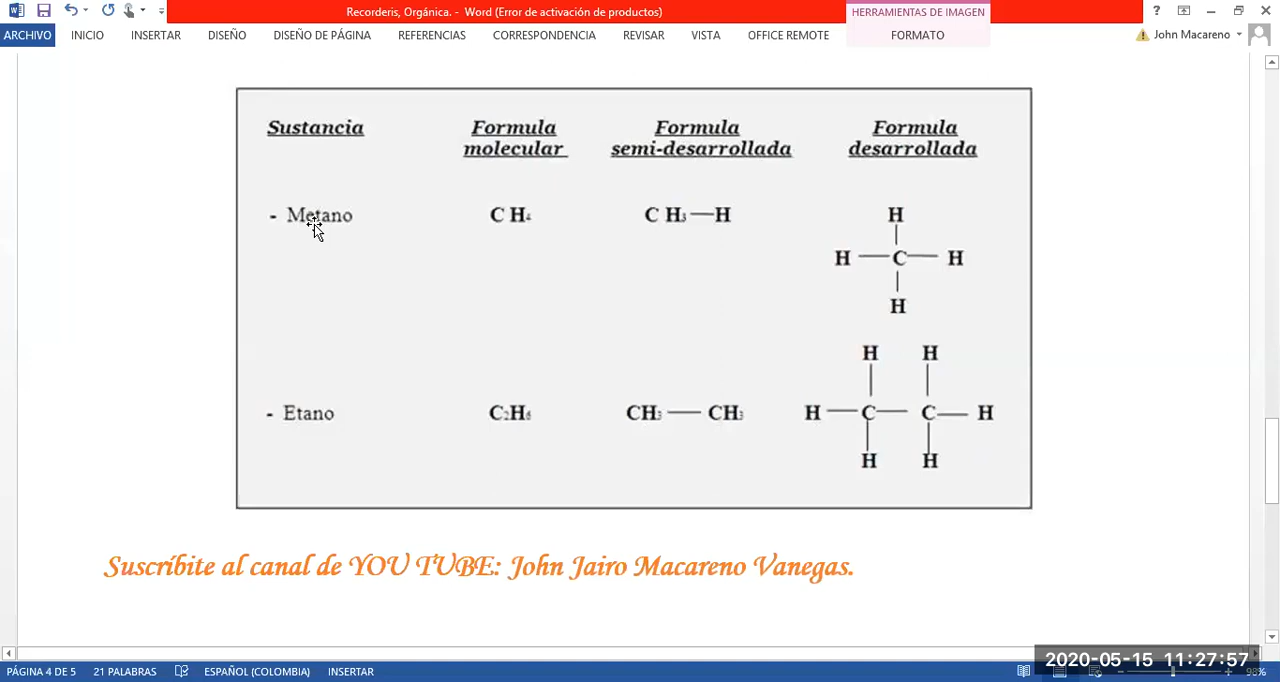 Recorderis, Orgánica. - Word (Error de activación de productos)
HERRAMIENTAS DE IMAGEN
?
ARCHIVO INICIO INSERTAR DISEÑO DISEÑO DE PÁGINA REFERENCIAS CORRESPONDENCIA REVISAR VISTA OFFICE REMOTE FORMATO John Macareno
Sustancia Formula Formula Formula
molecular semi-desarrollada desarrollada
- Metano C H₄ C H₃—H H
H — C — H
H
H H
- Etano C₂H₆ CH₃ — CH₃ H — C — C — H
H H
Suscríbite al canal de YOU TUBE: John Jairo Macareno Vanegas.
PÁGINA 4 DE 5 21 PALABRAS ESPAÑOL (COLOMBIA) INSERTAR 98%
2020-05-15 11:27:57